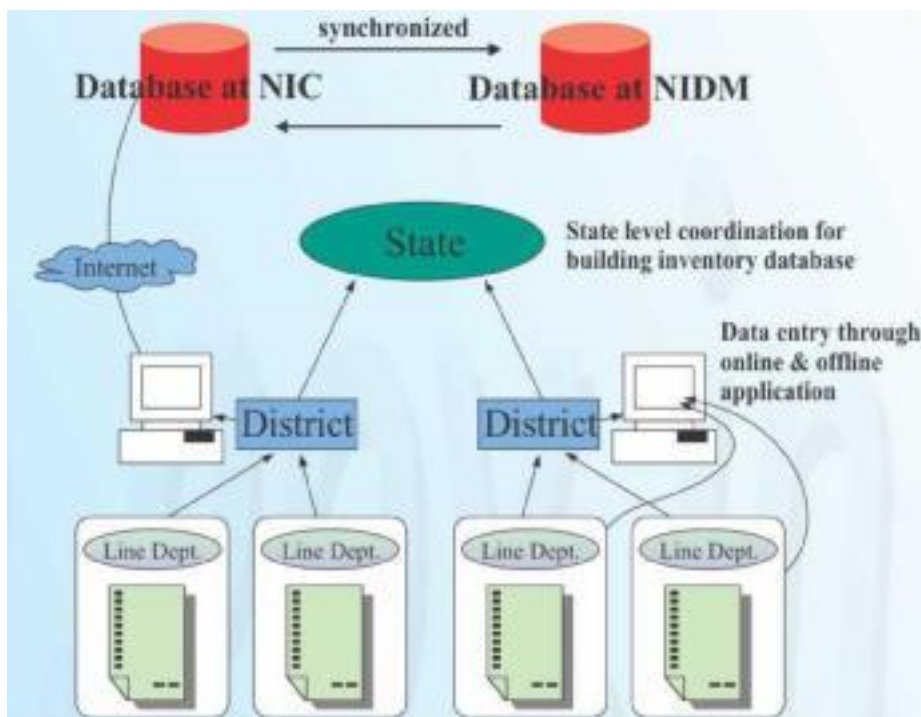 synchronized
Database at NIC
Database at NIDM
Internet
State
State level coordination for
building inventory database
Data entry through
online & offline
application
District
District
Line Dept.
Line Dept.
Line Dept.
Line Dept.